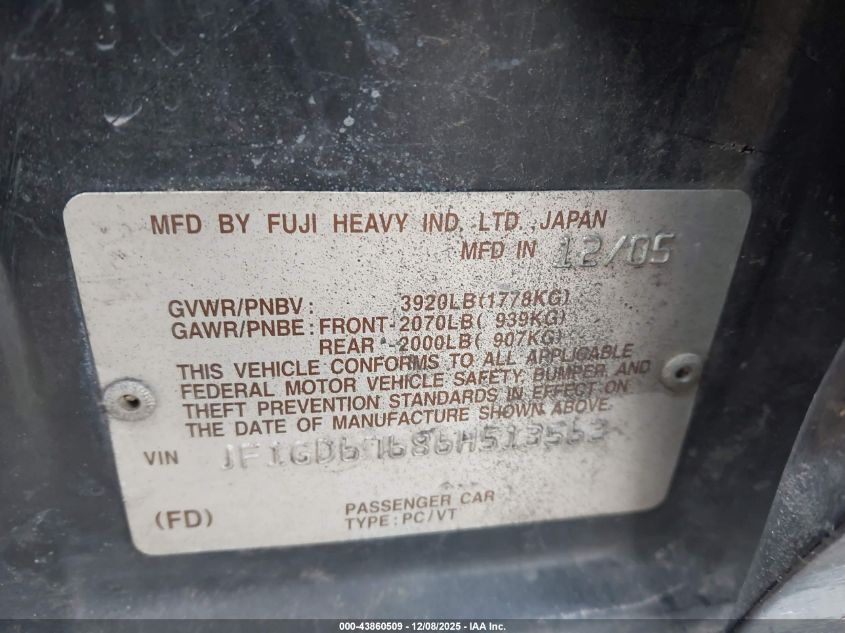 MFD BY FUJI HEAVY IND. LTD. JAPAN
MFD IN 12/05
GVWR/PNBV: 3920LB(1778KG)
GAWR/PNBE: FRONT-2070LB( 939KG)
REAR -2000LB( 907KG)
THIS VEHICLE CONFORMS TO ALL APPLICABLE
FEDERAL MOTOR VEHICLE SAFETY, BUMPER, AND
THEFT PREVENTION STANDARDS IN EFFECT ON
THE DATE OF MANUFACTURE SHOWN ABOVE.
VIN
(FD)
PASSENGER CAR
TYPE: PC/VT
000-43860509 - 12/08/2025 - IAA Inc.